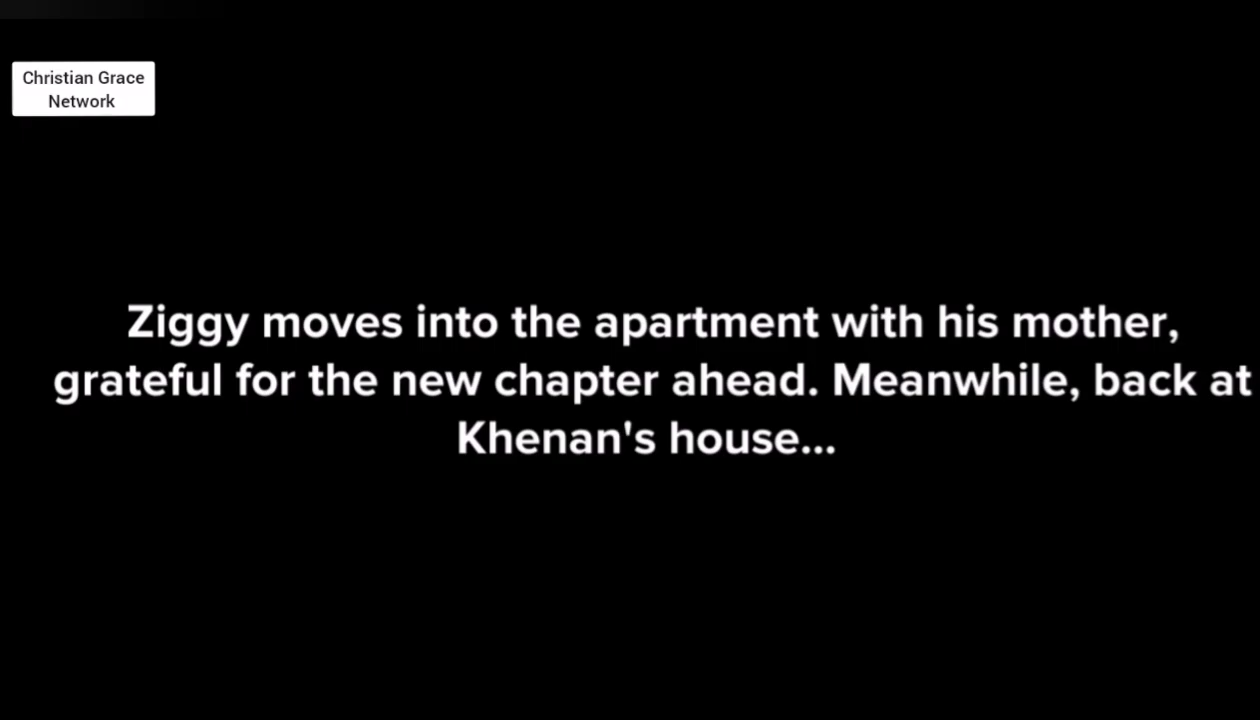 Christian Grace
Network
Ziggy moves into the apartment with his mother,
grateful for the new chapter ahead. Meanwhile, back at
Khenan's house...